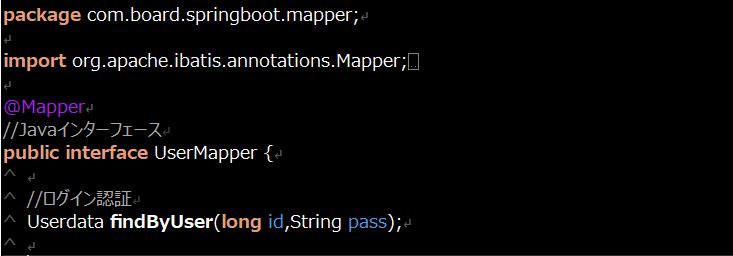 package com.board.springboot.mapper;
import org.apache.ibatis.annotations.Mapper;
@Mapper
//Javaインターフェース
public interface UserMapper {
//ログイン認証
Userdata findByUser(long id,String pass);